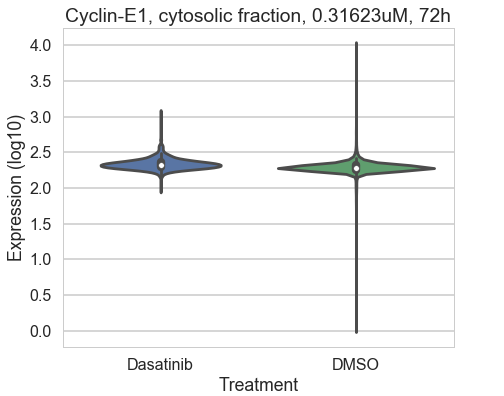 Cyclin-E1, cytosolic fraction, 0.31623uM, 72h
Expression (log10)
4.0
3.5
3.0
2.5
2.0
1.5
1.0
0.5
0.0
Dasatinib DMSO
Treatment